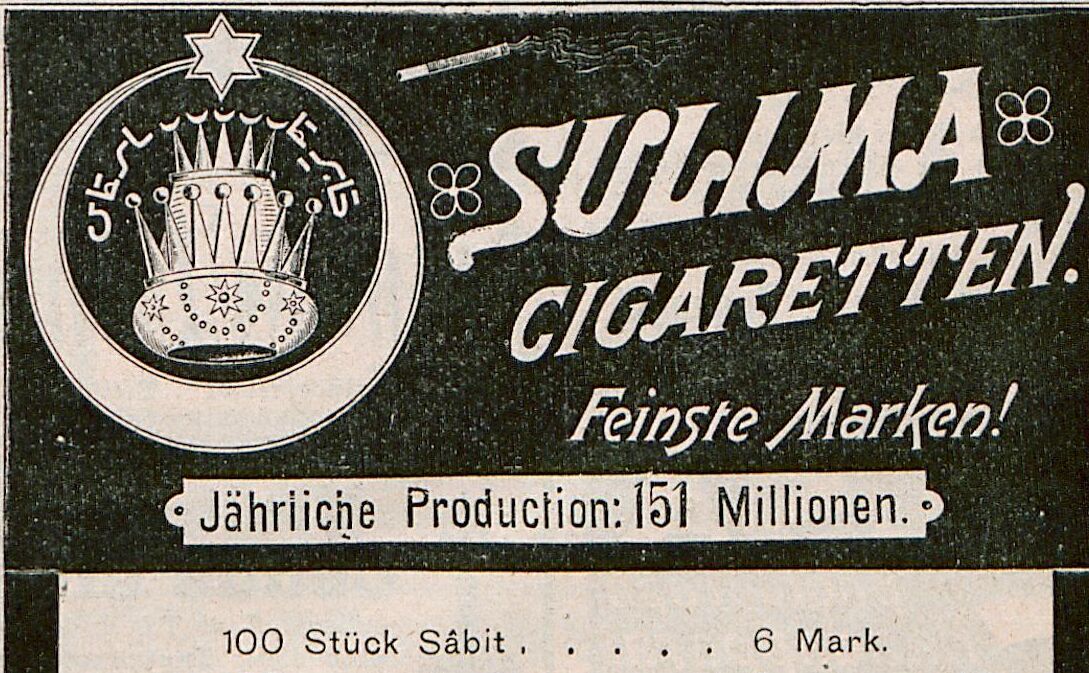 SULIMA
CIGARETTEN.
Feinste Marken!
Jährliche Production: 151 Millionen.
100 Stück Sâbit . . . . . 6 Mark.